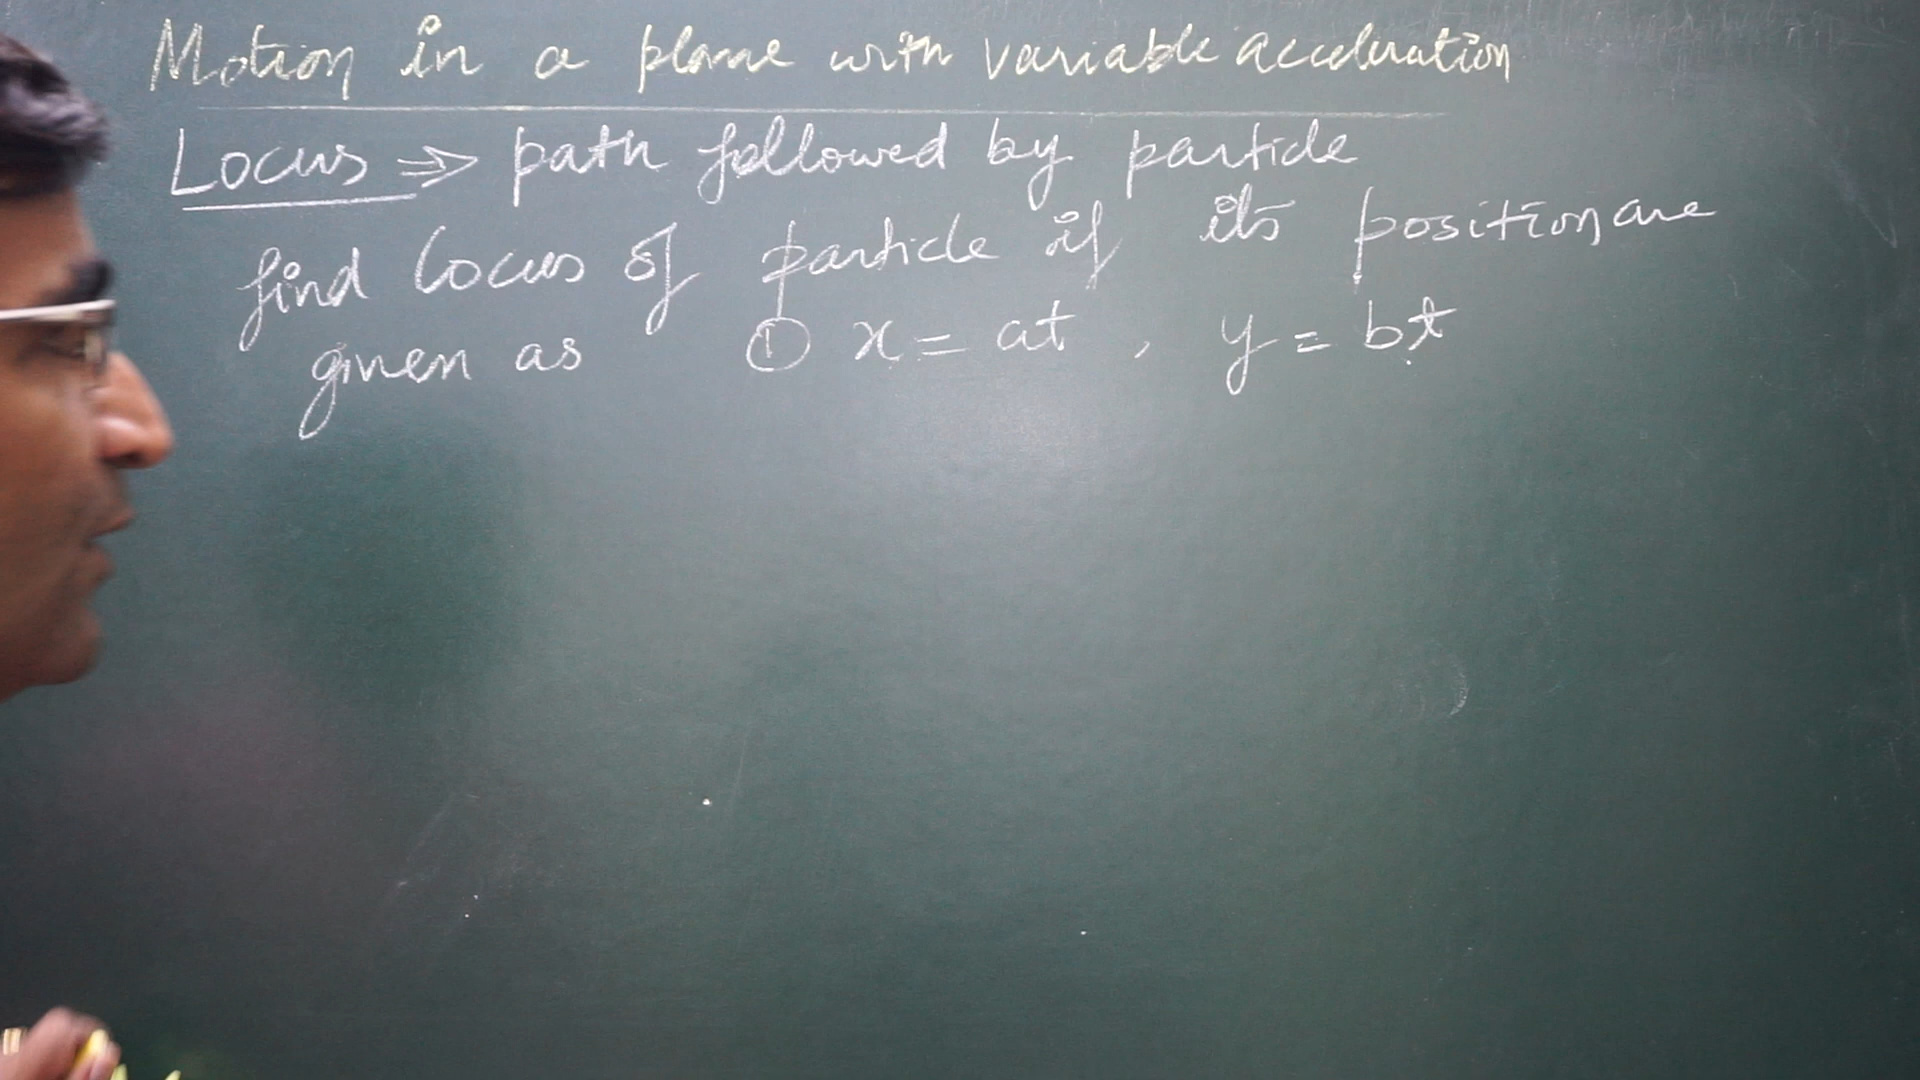 Motion in a plane with variable acceleration
Locus ⇒ path followed by particle
find locus of particle if its position are
given as ① x = at , y = bt